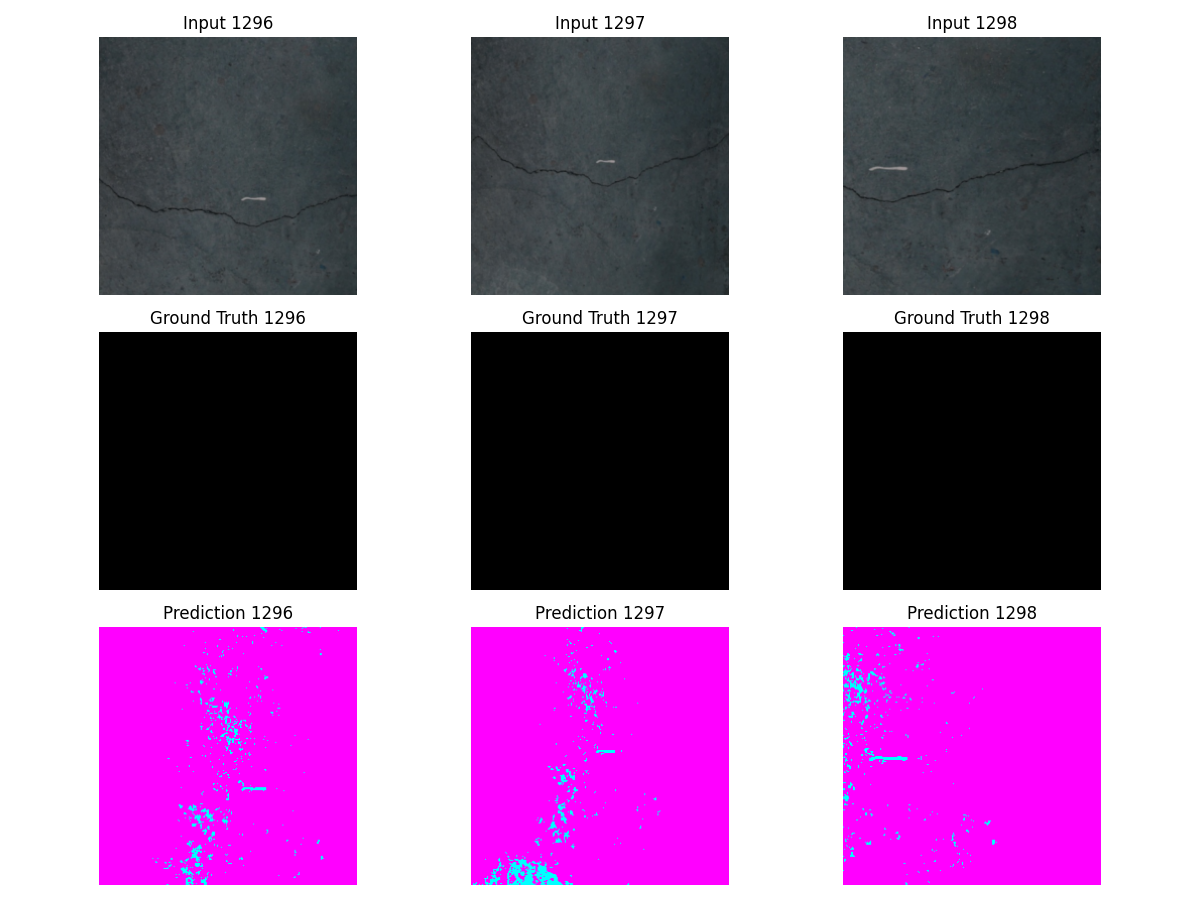 Input 1296
Input 1297
Input 1298
Ground Truth 1296
Ground Truth 1297
Ground Truth 1298
Prediction 1296
Prediction 1297
Prediction 1298